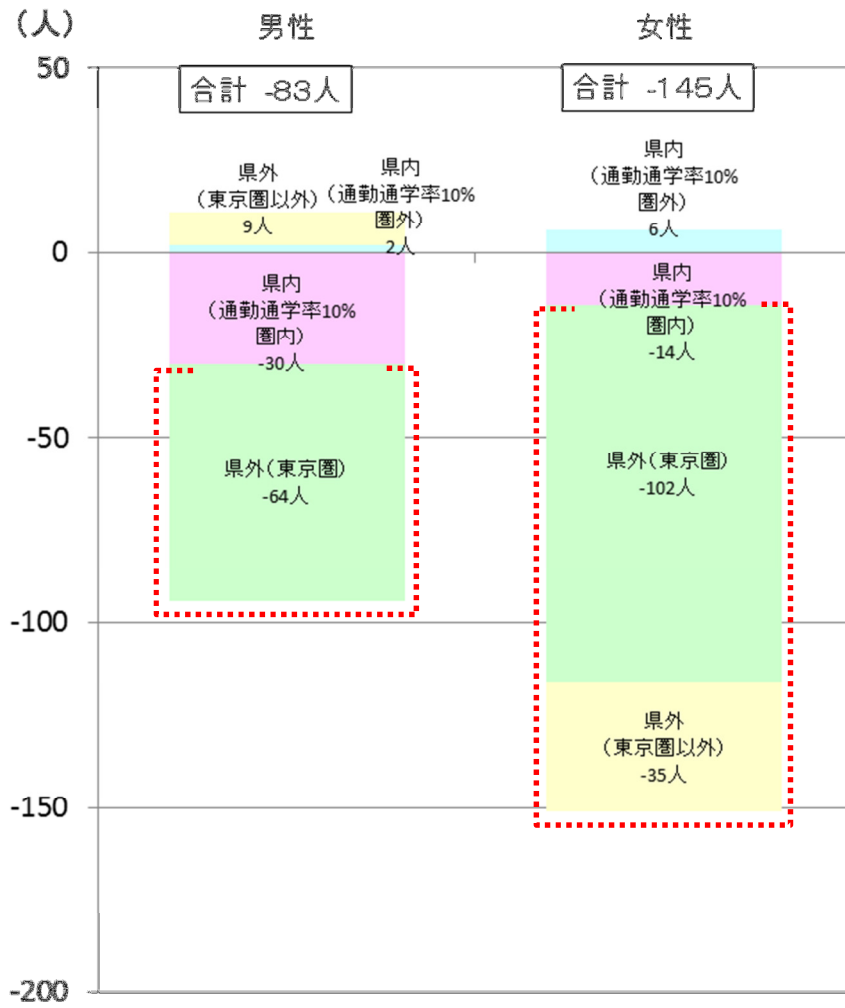 (人)
男性
女性
50
0
-50
-100
-150
-200
合計 -83人
合計 -145人
県外
(東京圏以外)
9人
県内
(通勤通学率10%
圏外)
2人
県内
(通勤通学率10%
圏内)
-30人
県外(東京圏)
-64人
県内
(通勤通学率10%
圏外)
6人
県内
(通勤通学率10%
圏内)
-14人
県外(東京圏)
-102人
県外
(東京圏以外)
-35人